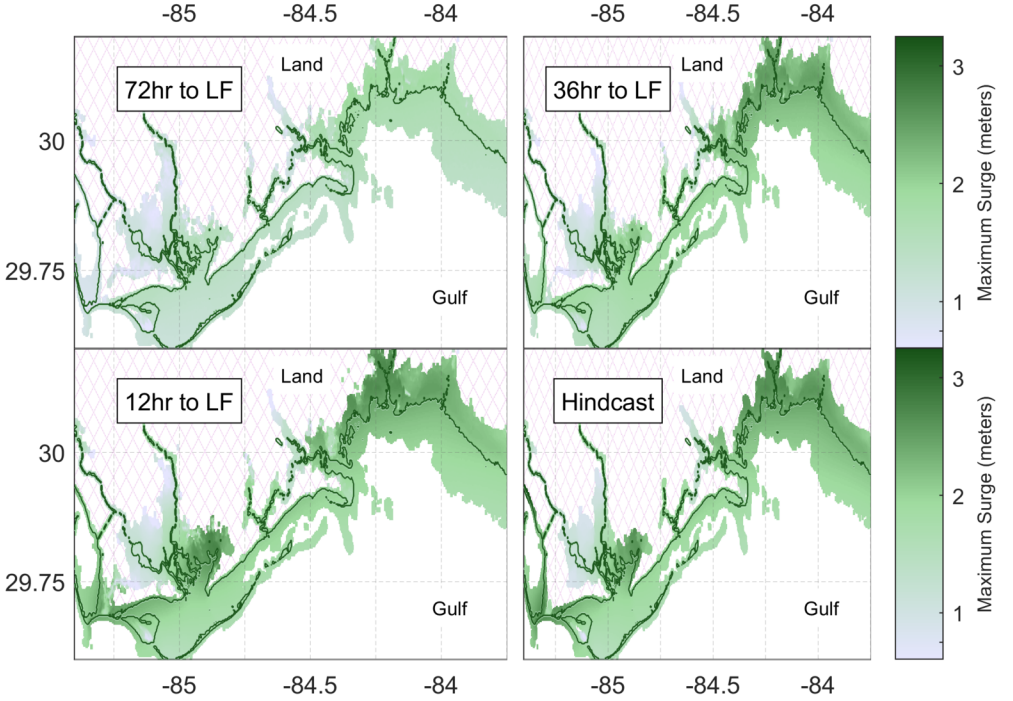 -85 -84.5 -84 -85 -84.5 -84
Land Land
72hr to LF 36hr to LF
30
29.75
Gulf Gulf
3
2
1
Maximum Surge (meters)
Land Land
12hr to LF Hindcast
30
29.75
Gulf Gulf
3
2
1
Maximum Surge (meters)
-85 -84.5 -84 -85 -84.5 -84